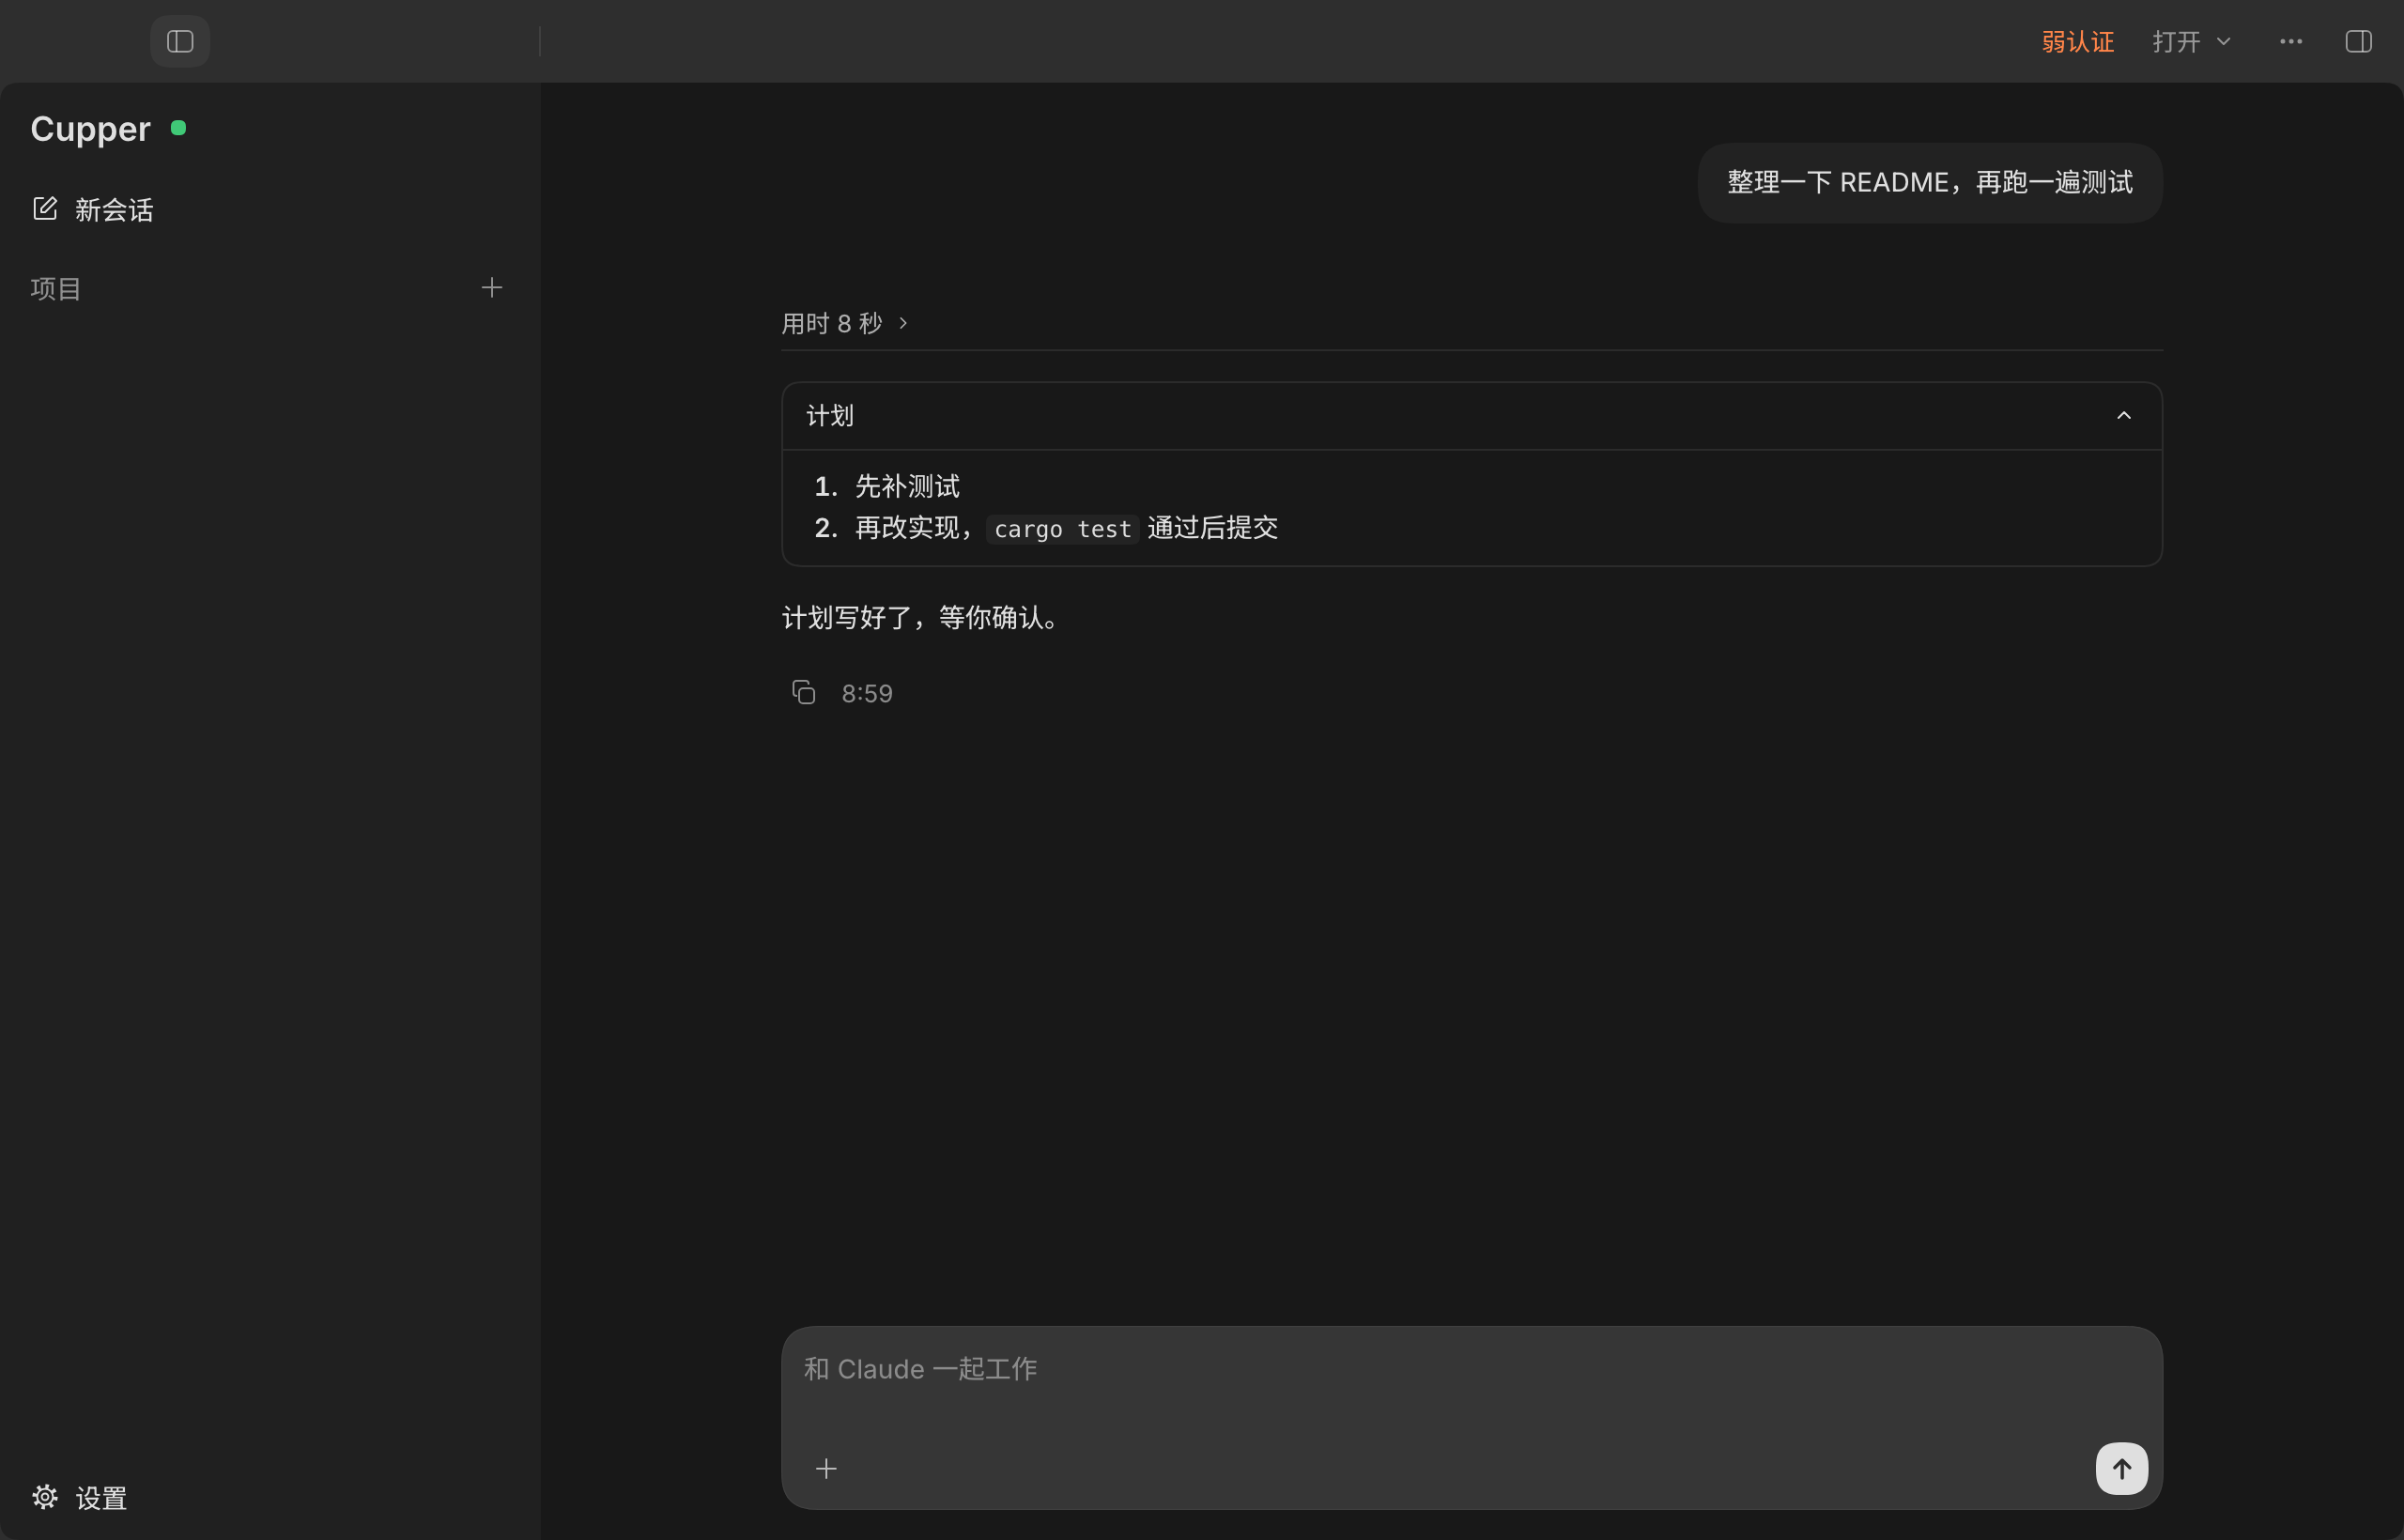 弱认证
打开
Cupper
新会话
项目
整理一下 README，再跑一遍测试
用时 8 秒
计划
1. 先补测试
2. 再改实现，cargo test 通过后提交
计划写好了，等你确认。
8:59
和 Claude 一起工作
设置